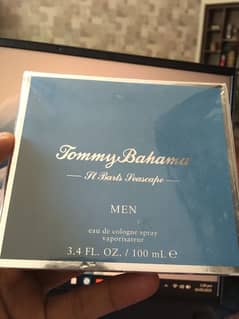 Tommy Bahama
St Barts Seascape
MEN
eau de cologne spray
vaporisateur
3.4 FL. OZ. / 100 mL ℮